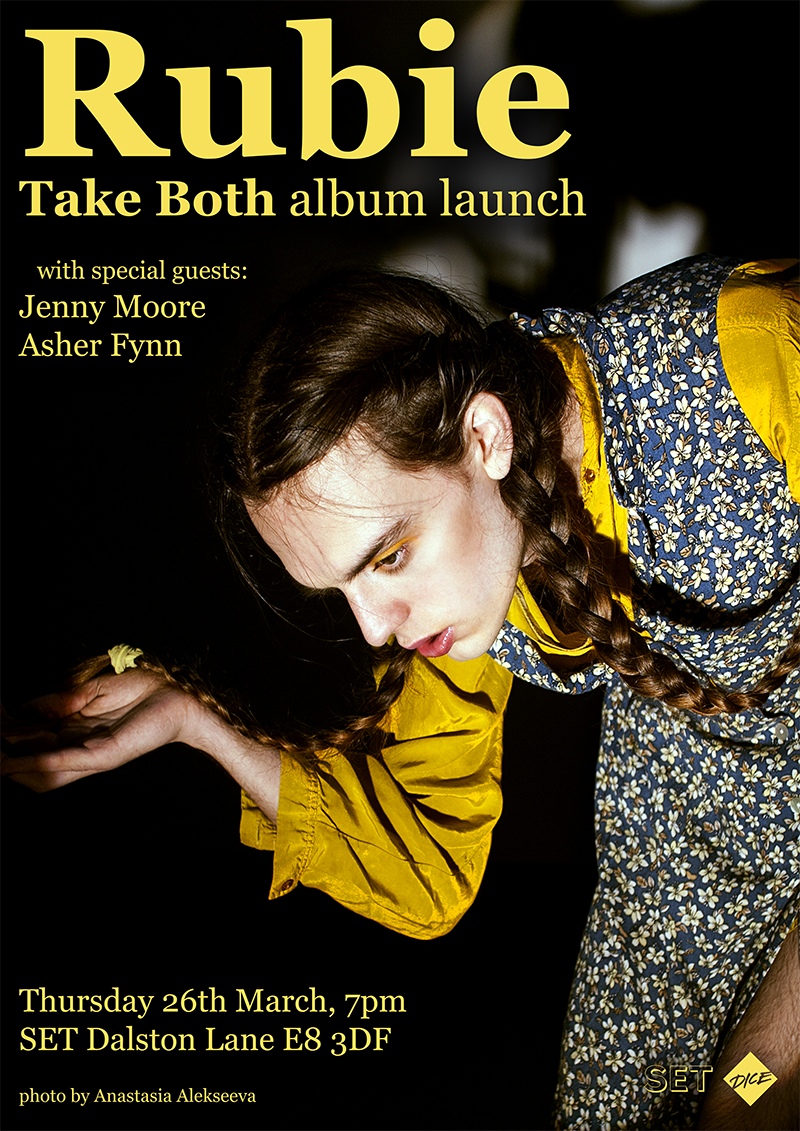 Rubie
Take Both album launch
with special guests:
Jenny Moore
Asher Fynn
Thursday 26th March, 7pm
SET Dalston Lane E8 3DF
photo by Anastasia Alekseeva
SET
DICE